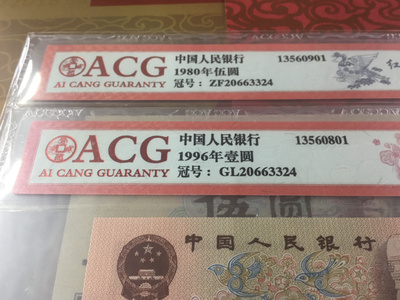 ACG
AI CANG GUARANTY
中国人民银行
1980年伍圆
冠号：ZF20663324
13560901
红
ACG
AI CANG GUARANTY
中国人民银行
1996年壹圆
冠号：GL20663324
13560801
伍圆
中国人民银行